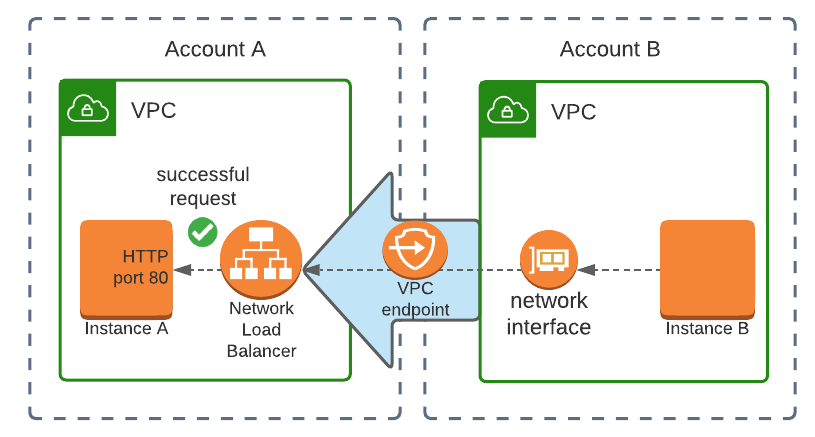 Account A
VPC
successful
request
HTTP
port 80
Instance A
Network
Load
Balancer
VPC
endpoint
Account B
VPC
network
interface
Instance B